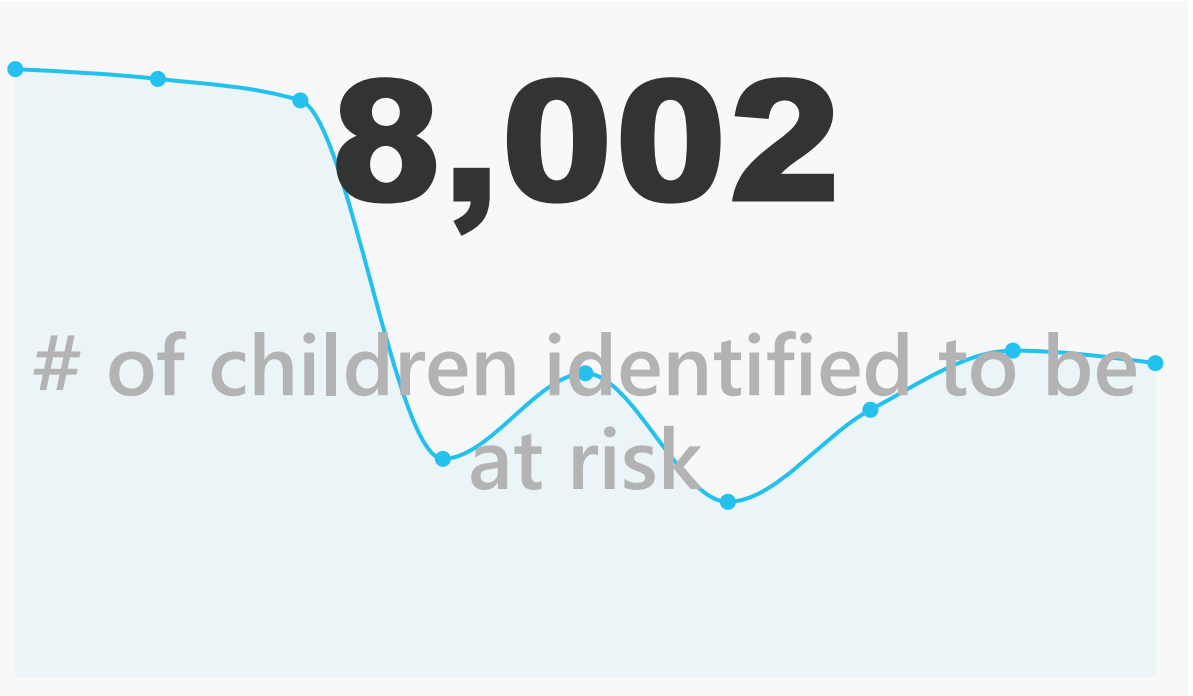 8,002
# of children identified to be
at risk